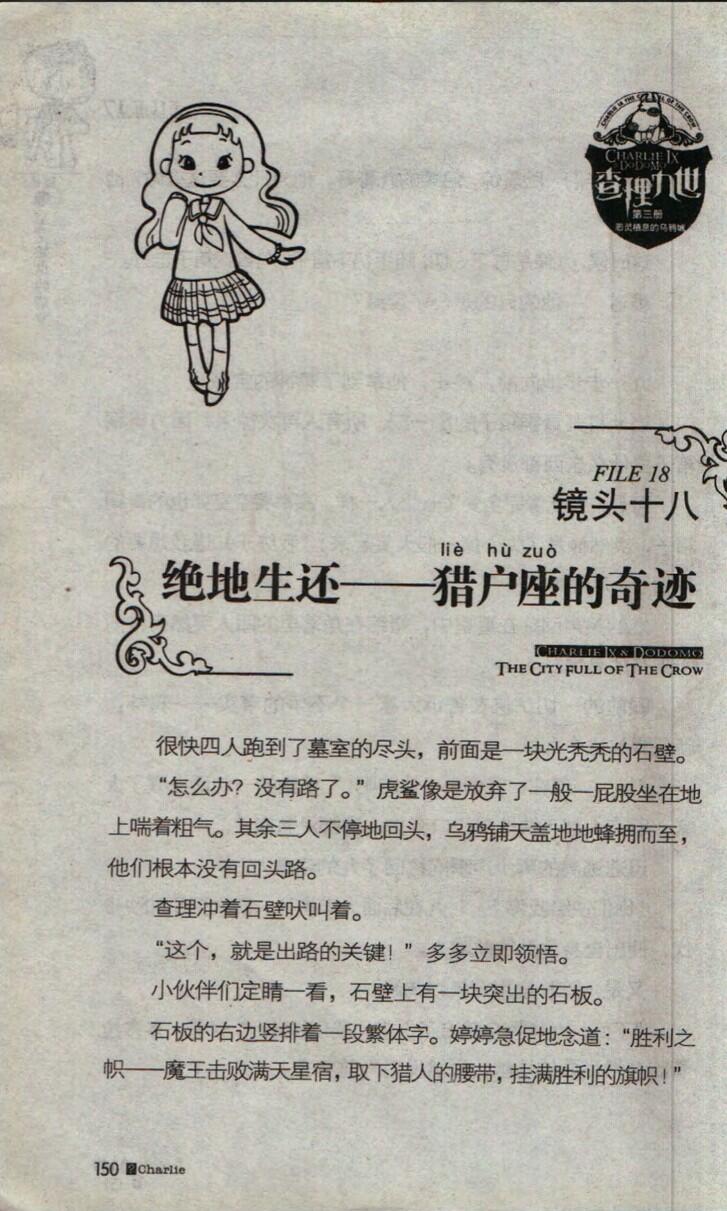 CHARLIE IX
DODOMO
查理九世
第三册
恶灵栖息的乌鸦城
FILE 18
镜头十八
liè hù zuò
绝地生还——猎户座的奇迹
CHARLIE IX & DODOMO
THE CITY FULL OF THE CROW
很快四人跑到了墓室的尽头，前面是一块光秃秃的石壁。
“怎么办？没有路了。”虎鲨像是放弃了一般一屁股坐在地
上喘着粗气。其余三人不停地回头，乌鸦铺天盖地地蜂拥而至，
他们根本没有回头路。
查理冲着石壁吠叫着。
“这个，就是出路的关键！”多多立即领悟。
小伙伴们定睛一看，石壁上有一块突出的石板。
石板的右边竖排着一段繁体字。婷婷急促地念道：“胜利之
帜——魔王击败满天星宿，取下猎人的腰带，挂满胜利的旗帜！”
150 Charlie